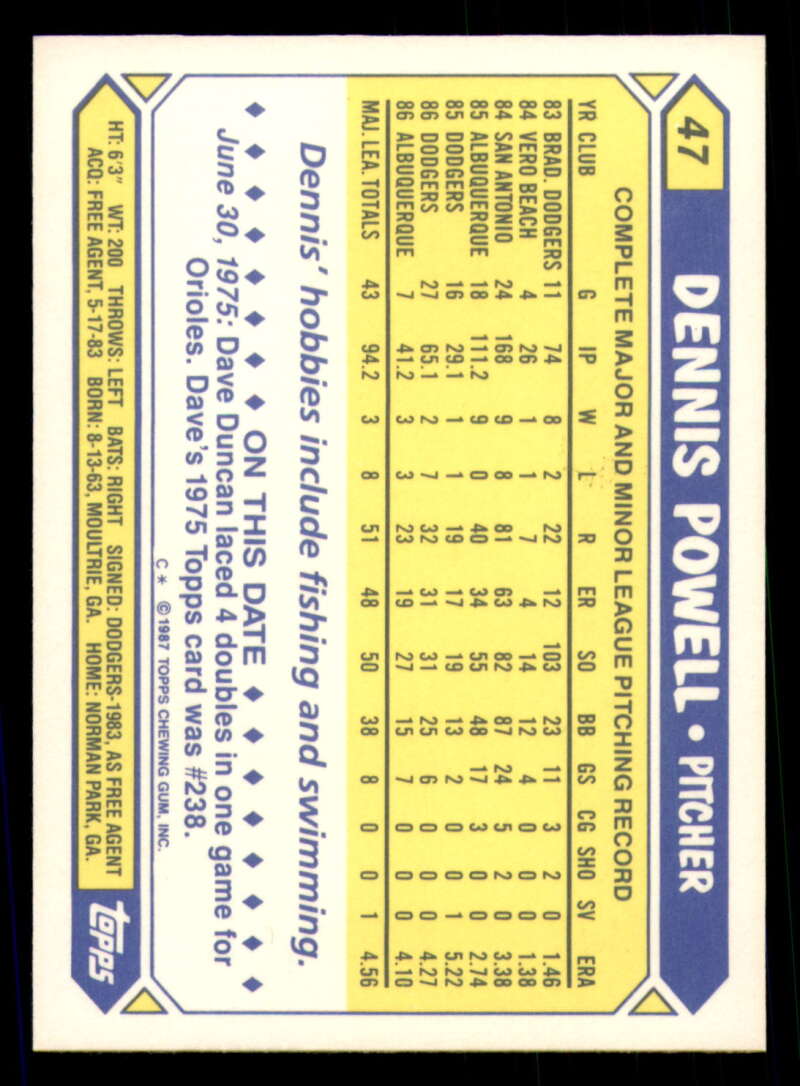 47
DENNIS POWELL • PITCHER
COMPLETE MAJOR AND MINOR LEAGUE PITCHING RECORD
YR CLUB G IP W L R ER SO BB GS CG SHO SV ERA
83 BRAD. DODGERS 11 74 8 2 22 12 103 23 11 3 2 0 1.46
84 VERO BEACH 4 26 1 1 7 4 14 12 4 0 0 0 1.38
84 SAN ANTONIO 24 168 9 8 81 63 82 87 24 5 2 0 3.38
85 ALBUQUERQUE 18 111.2 9 0 40 34 55 48 17 3 0 0 2.74
85 DODGERS 16 29.1 1 1 19 17 19 13 2 0 0 1 5.22
86 DODGERS 27 65.1 2 7 32 31 31 25 6 0 0 0 4.27
86 ALBUQUERQUE 7 41.2 3 3 23 19 27 15 7 0 0 0 4.10
MAJ. LEA. TOTALS 43 94.2 3 8 51 48 50 38 8 0 0 1 4.56
Dennis' hobbies include fishing and swimming.
♦ ♦ ♦ ♦ ♦ ♦ ♦ ♦ ON THIS DATE ♦ ♦ ♦ ♦ ♦ ♦ ♦ ♦
June 30, 1975: Dave Duncan laced 4 doubles in one game for
Orioles. Dave's 1975 Topps card was #238.
C* ©1987 TOPPS CHEWING GUM, INC.
HT: 6'3" WT: 200 THROWS: LEFT BATS: RIGHT SIGNED: DODGERS-1983, AS FREE AGENT
ACQ: FREE AGENT, 5-17-83 BORN: 8-13-63, MOULTRIE, GA. HOME: NORMAN PARK, GA.
topps